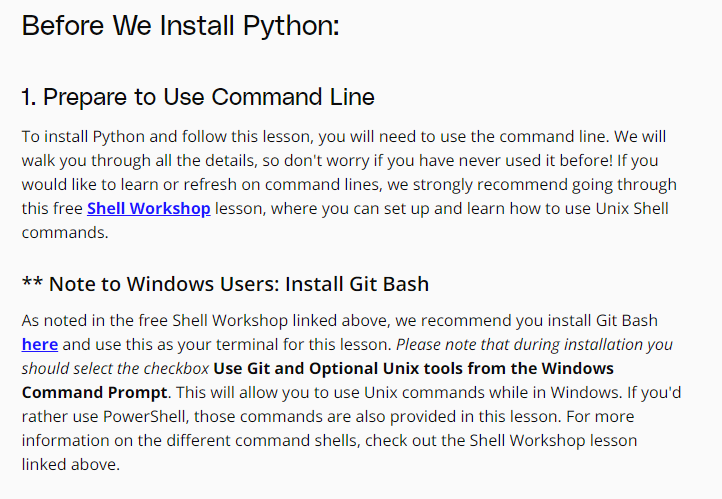 Before We Install Python:
1. Prepare to Use Command Line
To install Python and follow this lesson, you will need to use the command line. We will
walk you through all the details, so don't worry if you have never used it before! If you
would like to learn or refresh on command lines, we strongly recommend going through
this free Shell Workshop lesson, where you can set up and learn how to use Unix Shell
commands.
** Note to Windows Users: Install Git Bash
As noted in the free Shell Workshop linked above, we recommend you install Git Bash
here and use this as your terminal for this lesson. Please note that during installation you
should select the checkbox Use Git and Optional Unix tools from the Windows
Command Prompt. This will allow you to use Unix commands while in Windows. If you'd
rather use PowerShell, those commands are also provided in this lesson. For more
information on the different command shells, check out the Shell Workshop lesson
linked above.